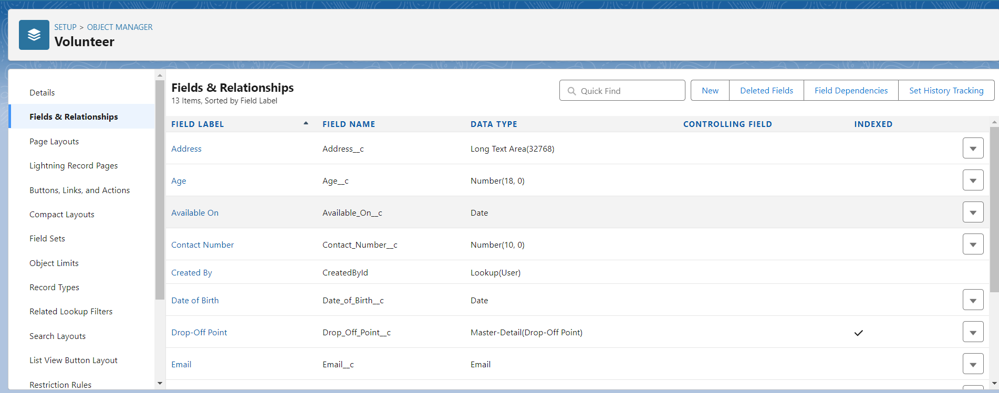 SETUP > OBJECT MANAGER
Volunteer
Details
Fields & Relationships
Page Layouts
Lightning Record Pages
Buttons, Links, and Actions
Compact Layouts
Field Sets
Object Limits
Record Types
Related Lookup Filters
Search Layouts
List View Button Layout
Restriction Rules
Fields & Relationships
13 Items, Sorted by Field Label
Quick Find
New
Deleted Fields
Field Dependencies
Set History Tracking
FIELD LABEL FIELD NAME DATA TYPE CONTROLLING FIELD INDEXED
Address Address__c Long Text Area(32768)
Age Age__c Number(18, 0)
Available On Available_On__c Date
Contact Number Contact_Number__c Number(10, 0)
Created By CreatedById Lookup(User)
Date of Birth Date_of_Birth__c Date
Drop-Off Point Drop_Off_Point__c Master-Detail(Drop-Off Point)
Email Email__c Email